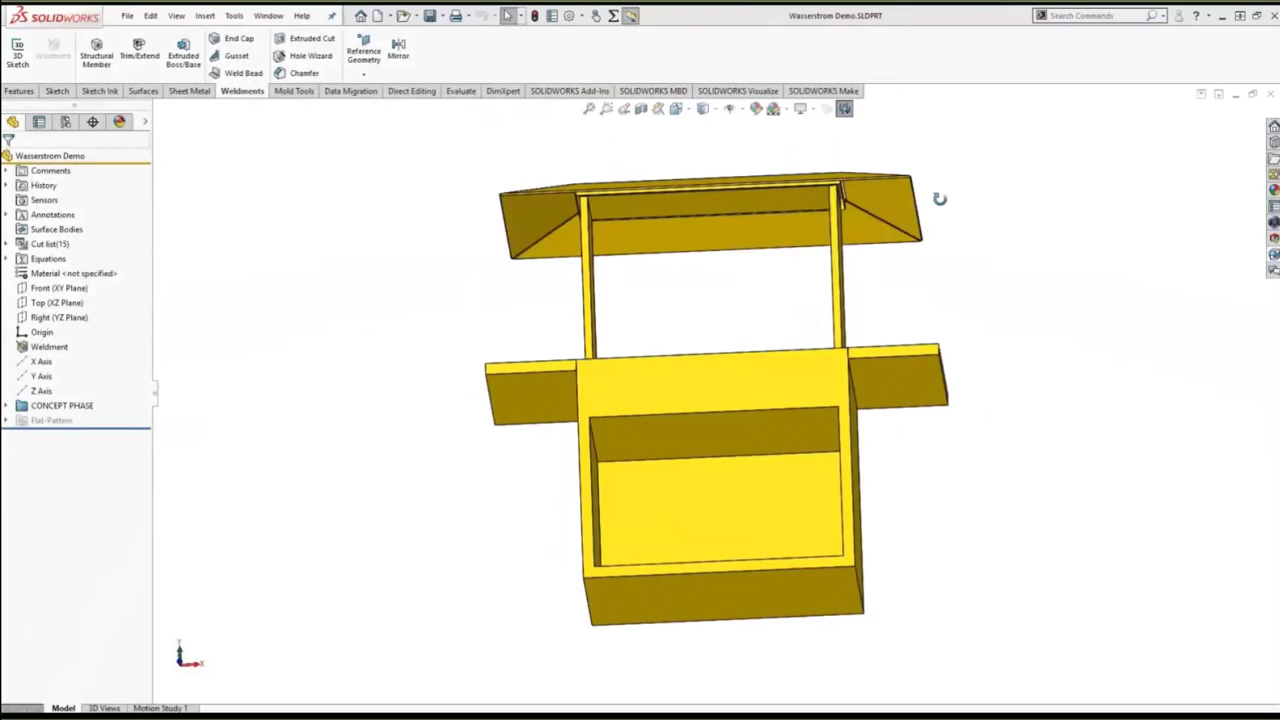 SOLIDWORKS
File Edit View Insert Tools Window Help
Wasserstrom Demo.SLDPRT
Search Commands
3D Sketch
Weldment
Structural Member
Trim/Extend
Extruded Boss/Base
End Cap
Gusset
Weld Bead
Extruded Cut
Hole Wizard
Chamfer
Reference Geometry
Mirror
Features Sketch Sketch Ink Surfaces Sheet Metal Weldments Mold Tools Data Migration Direct Editing Evaluate DimXpert SOLIDWORKS Add-Ins SOLIDWORKS MBD SOLIDWORKS Visualize SOLIDWORKS Make
Wasserstrom Demo
Comments
History
Sensors
Annotations
Surface Bodies
Cut list(15)
Equations
Material <not specified>
Front (XY Plane)
Top (XZ Plane)
Right (YZ Plane)
Origin
Weldment
X Axis
Y Axis
Z Axis
CONCEPT PHASE
Flat-Pattern
Y
X
Model 3D Views Motion Study 1